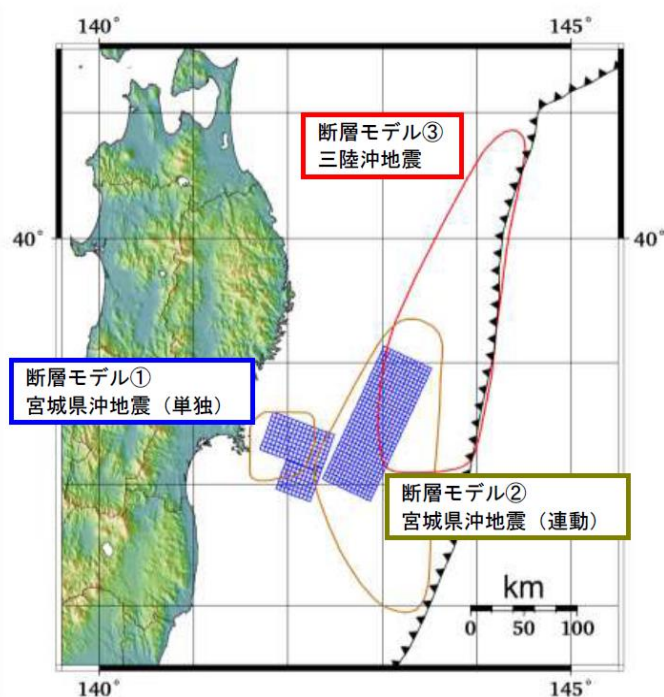 140°
145°
断層モデル③
三陸沖地震
40°
40°
断層モデル①
宮城県沖地震（単独）
断層モデル②
宮城県沖地震（連動）
km
0 50 100
140°
145°